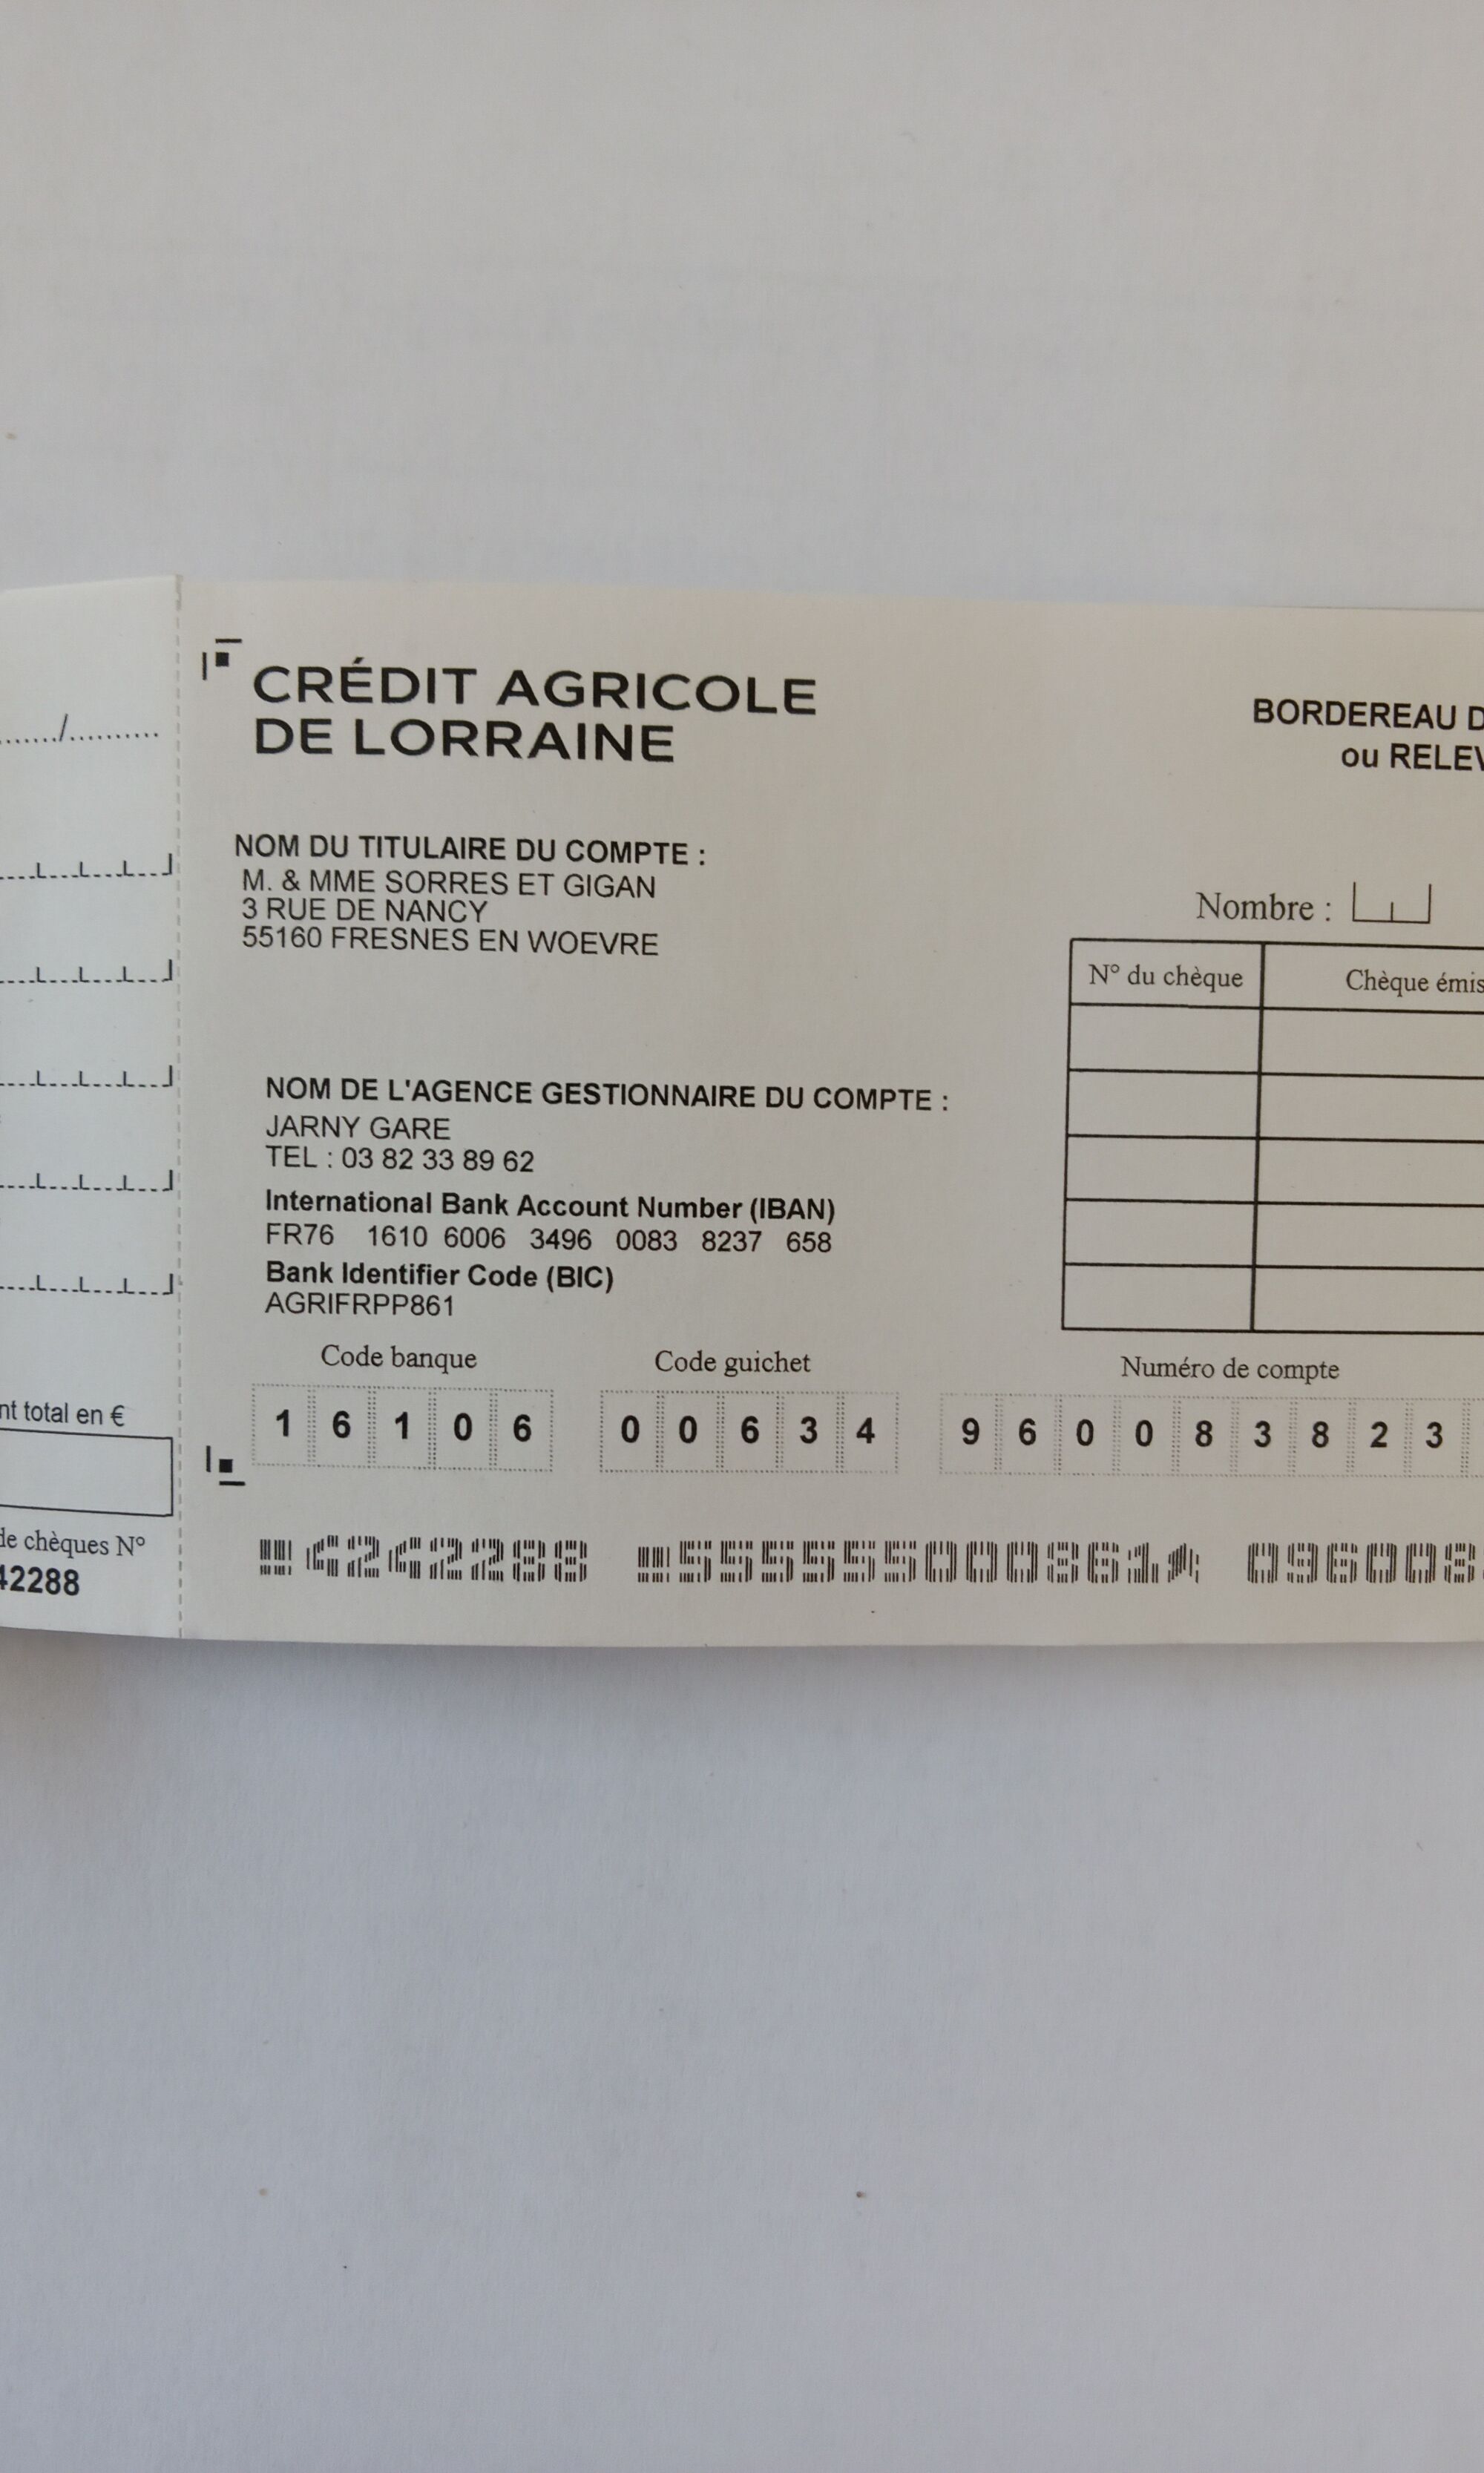 CRÉDIT AGRICOLE
DE LORRAINE
BORDEREAU
ou
NOM DU TITULAIRE DU COMPTE :
M. & MME SORRES ET GIGAN
3 RUE DE NANCY
55160 FRESNES EN WOEVRE
Nombre :
N° du chèque
Chèque émis
NOM DE L'AGENCE GESTIONNAIRE DU COMPTE :
JARNY GARE
TEL : 03 82 33 89 62
International Bank Account Number (IBAN)
FR76 1610 6006 3496 0083 8237 658
Bank Identifier Code (BIC)
AGRIFRPP861
Code banque
Code guichet
Numéro de compte
1 6 1 0 6
0 0 6 3 4
9 6 0 0 8 3 8 2 3
total en €
de chèques N°
42288
4242288 555555000861 096008